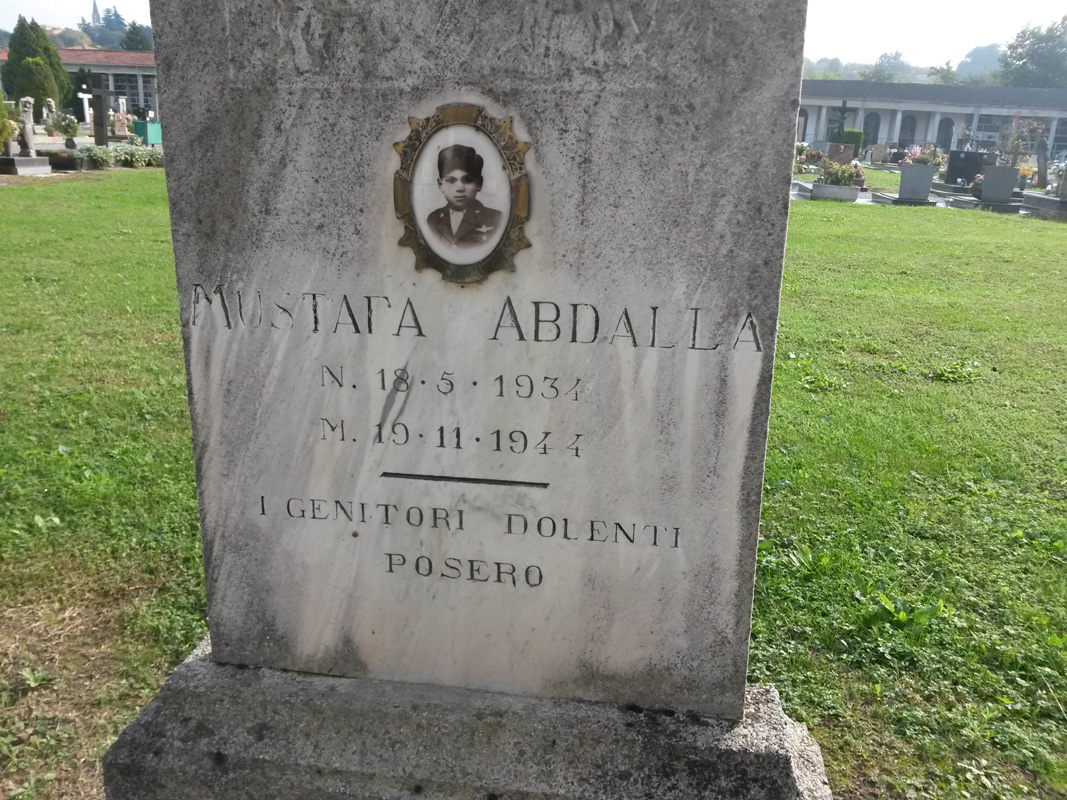 MUSTAFA ABDALLA
N. 18·5·1934
M. 19·11·1944
I GENITORI DOLENTI
POSERO